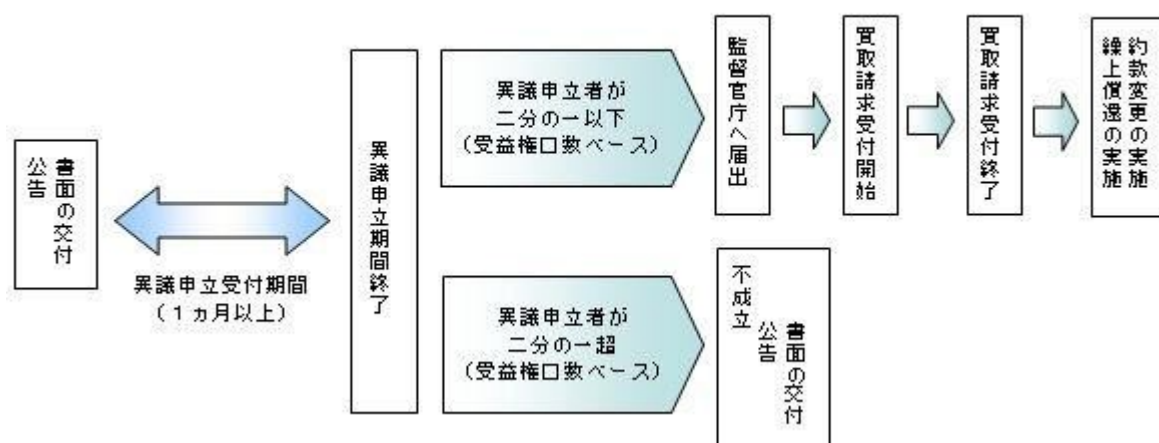 書面の交付
公告
異議申立受付期間
(1ヵ月以上)
異議申立期間終了
異議申立者が
二分の一以下
(受益権口数ベース)
監督官庁へ届出
買取請求受付開始
買取請求受付終了
約款変更の実施
繰上償還の実施
異議申立者が
二分の一超
(受益権口数ベース)
不成立
書面の交付
公告